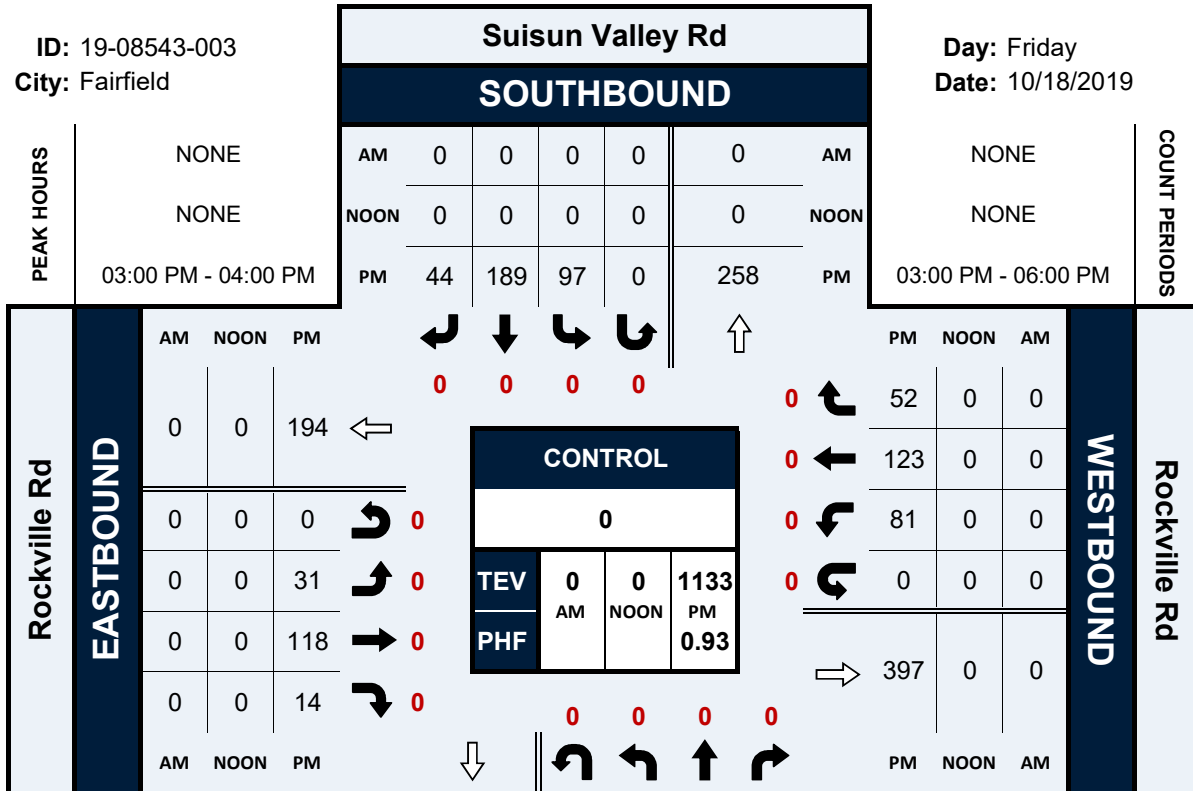 Suisun Valley Rd
ID: 19-08543-003
Day: Friday
City: Fairfield
Date: 10/18/2019
SOUTHBOUND
PEAK HOURS
NONE
AM 0 0 0 0 0 AM
NONE
COUNT PERIODS
NONE
NOON 0 0 0 0 0 NOON
NONE
03:00 PM - 04:00 PM
PM 44 189 97 0 258 PM
03:00 PM - 06:00 PM
Rockville Rd
EASTBOUND
WESTBOUND
Rockville Rd
AM NOON PM
PM NOON AM
0 0 0 0
0 52 0 0
0 0 194
CONTROL
0 123 0 0
0 0 0 0
0
0 81 0 0
0 0 31 0
TEV 0 0 1133
0 0 0 0
AM NOON PM
0 0 118 0
PHF 0.93
397 0 0
0 0 14 0
0 0 0 0
AM NOON PM
PM NOON AM